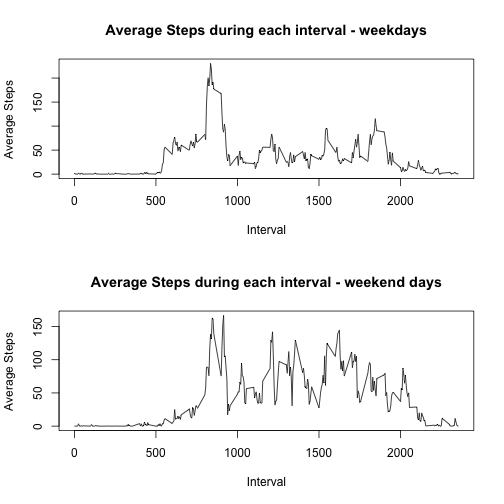 Average Steps during each interval - weekdays
150
50
0
Average Steps
0 500 1000 1500 2000
Interval
Average Steps during each interval - weekend days
150
100
50
0
Average Steps
0 500 1000 1500 2000
Interval